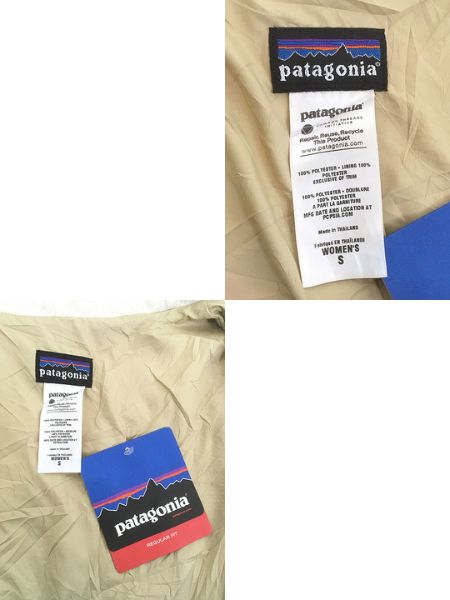 patagonia
patagonia
COMMON THREADS
INITIATIVE
Repair, Reuse, Recycle
This Product
www.patagonia.com
100% POLYESTER • LINING 100%
POLYESTER
EXCLUSIVE OF TRIM
100% POLYESTER • DOUBLURE
100% POLYESTER
A PART LA GARNITURE
MFG DATE AND LOCATION AT
PCPSIA.COM
Made in THAILAND
Fabriqué EN THAÏLANDE
WOMEN'S
S
patagonia
patagonia
WOMEN'S
S
patagonia
REGULAR FIT